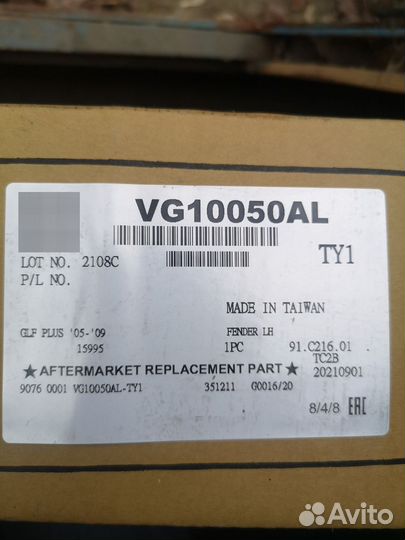 VG10050AL
TY1
LOT NO. 2108C
P/L NO.
MADE IN TAIWAN
GLF PLUS '05-'09 FENDER LH
15995 1PC 91.C216.01
TC2B
★ AFTERMARKET REPLACEMENT PART ★ 20210901
9076 0001 VG10050AL-TY1 351211 G0016/20
8/4/8 EAC
Avito